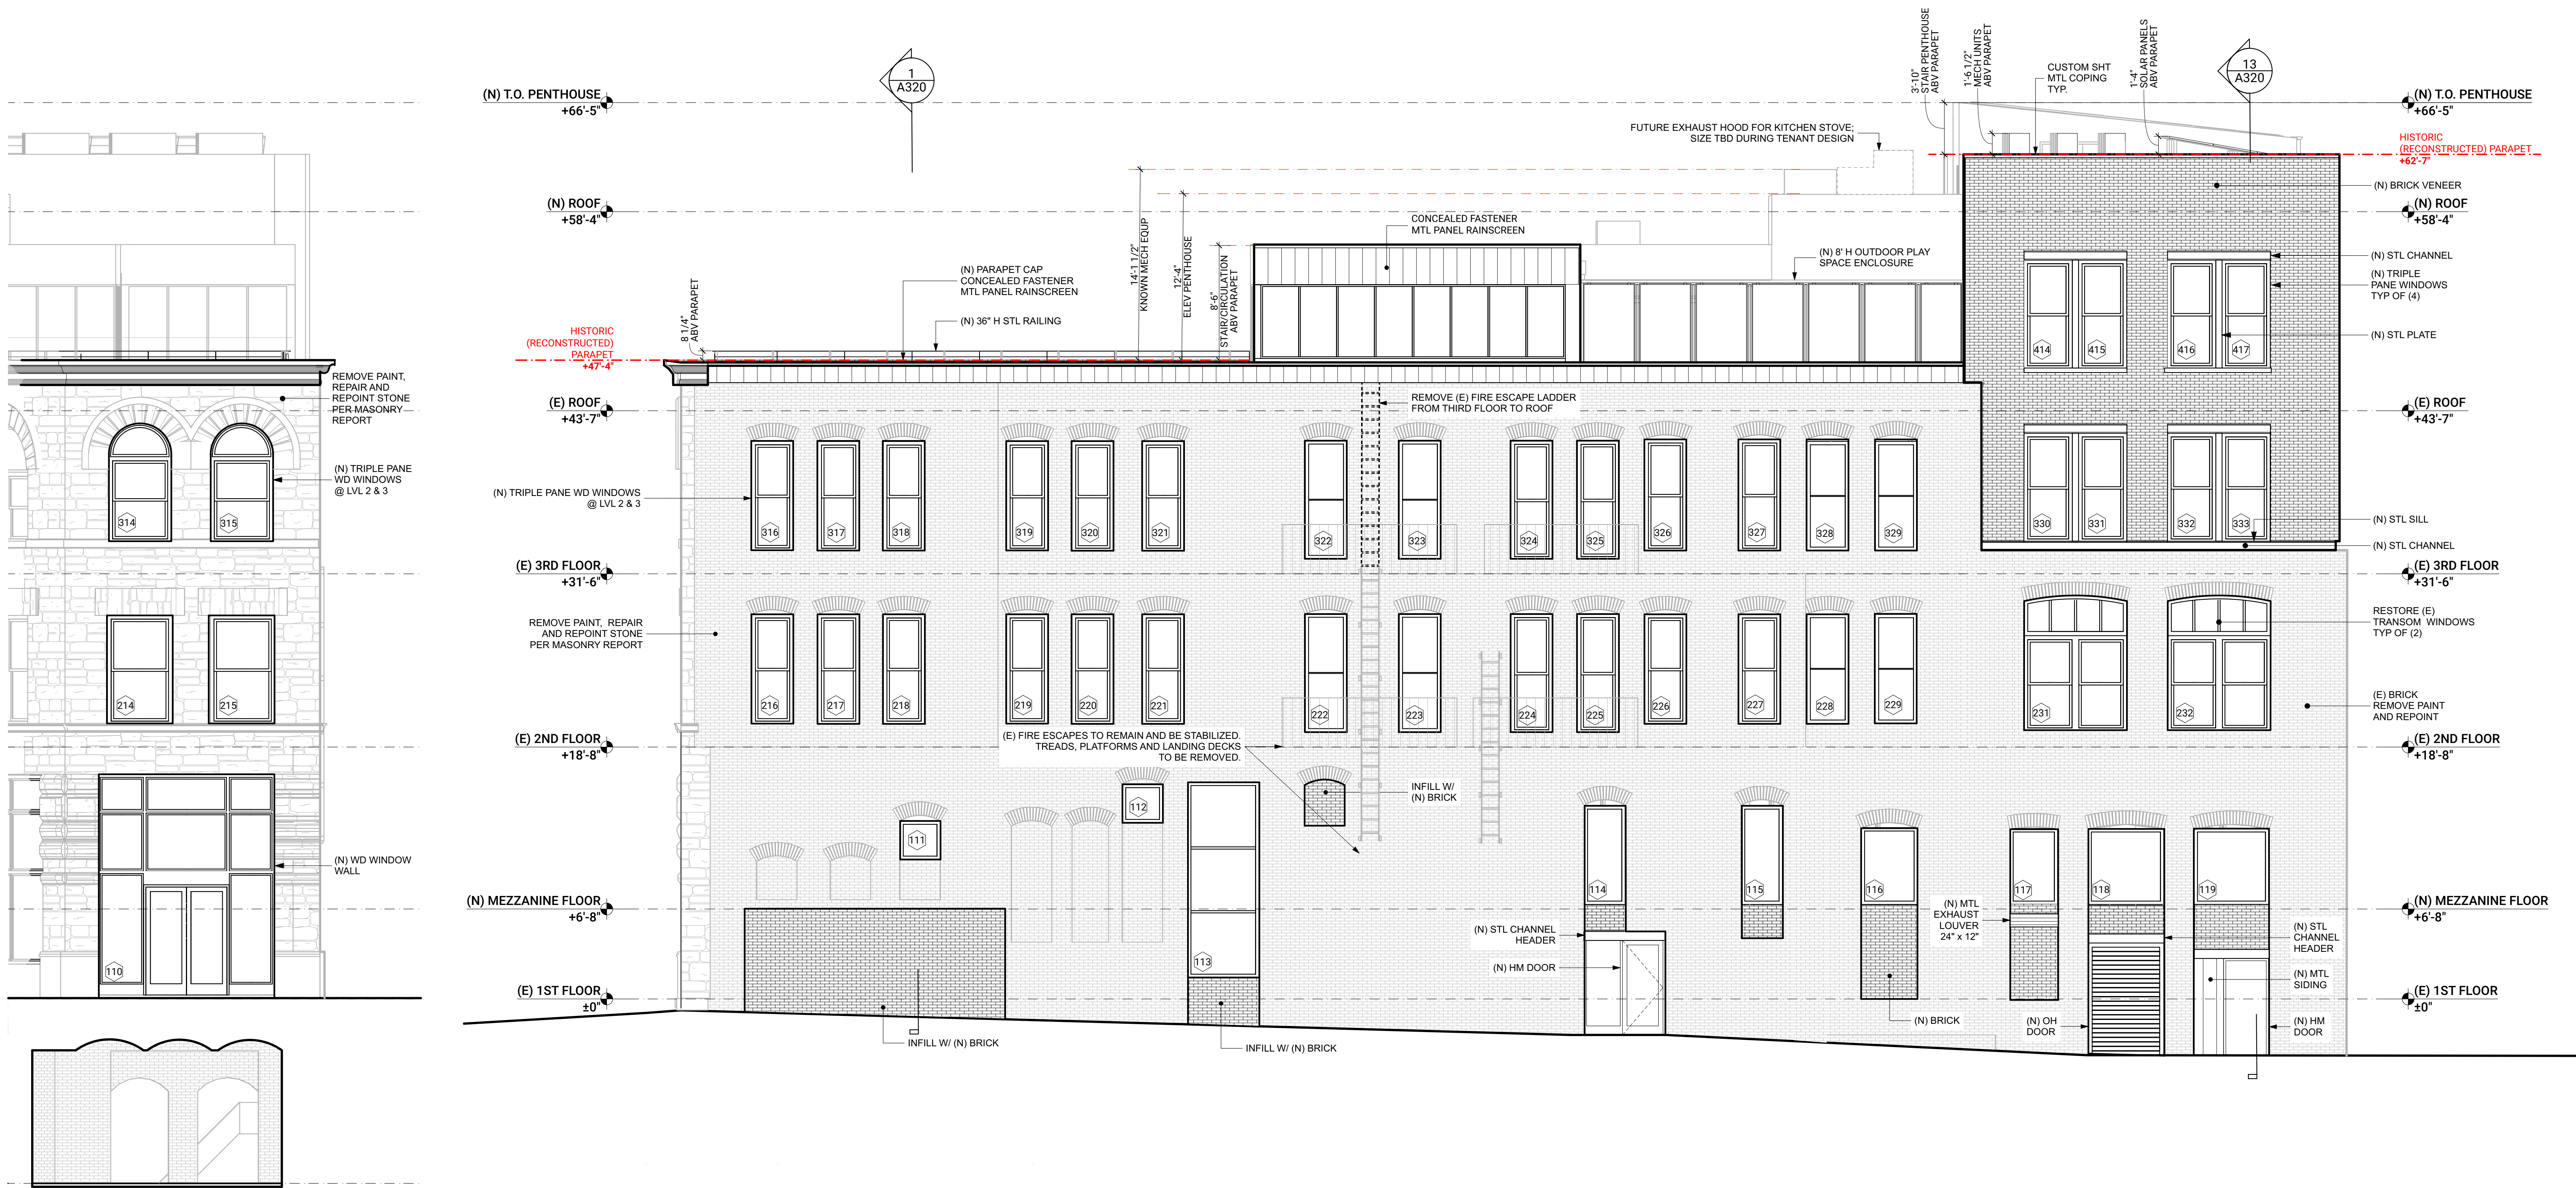 (N) T.O. PENTHOUSE
+66'-5"
(N) ROOF
+58'-4"
HISTORIC
(RECONSTRUCTED)
PARAPET
+47'-4"
(E) ROOF
+43'-7"
(E) 3RD FLOOR
+31'-6"
(E) 2ND FLOOR
+18'-8"
(N) MEZZANINE FLOOR
+6'-8"
(E) 1ST FLOOR
±0"
REMOVE PAINT,
REPAIR AND
REPOINT STONE
PER MASONRY
REPORT
(N) TRIPLE PANE
WD WINDOWS
@ LVL 2 & 3
(N) WD WINDOW
WALL
314
315
214
215
110
(N) TRIPLE PANE WD WINDOWS
@ LVL 2 & 3
REMOVE PAINT, REPAIR
AND REPOINT STONE
PER MASONRY REPORT
1
A320
13
A320
8 1/4"
ABV PARAPET
(N) PARAPET CAP
CONCEALED FASTENER
MTL PANEL RAINSCREEN
(N) 36" H STL RAILING
14'-1 1/2"
KNOWN MECH EQUP
12'-4"
ELEV PENTHOUSE
8'-6"
STAIR/CIRCULATION
ABV PARAPET
CONCEALED FASTENER
MTL PANEL RAINSCREEN
FUTURE EXHAUST HOOD FOR KITCHEN STOVE;
SIZE TBD DURING TENANT DESIGN
(N) 8' H OUTDOOR PLAY
SPACE ENCLOSURE
3'-10"
STAIR PENTHOUSE
ABV PARAPET
1'-6 1/2"
MECH UNITS
ABV PARAPET
CUSTOM SHT
MTL COPING
TYP.
1'-4"
SOLAR PANELS
ABV PARAPET
REMOVE (E) FIRE ESCAPE LADDER
FROM THIRD FLOOR TO ROOF
414
415
416
417
316
317
318
319
320
321
322
323
324
325
326
327
328
329
330
331
332
333
216
217
218
219
220
221
222
223
224
225
226
227
228
229
231
232
(E) FIRE ESCAPES TO REMAIN AND BE STABILIZED.
TREADS, PLATFORMS AND LANDING DECKS
TO BE REMOVED.
INFILL W/
(N) BRICK
111
112
113
114
115
116
117
118
119
(N) STL CHANNEL
HEADER
(N) HM DOOR
(N) MTL
EXHAUST
LOUVER
24" x 12"
(N) STL
CHANNEL
HEADER
(N) MTL
SIDING
(N) BRICK
(N) OH
DOOR
(N) HM
DOOR
INFILL W/ (N) BRICK
INFILL W/ (N) BRICK
(N) T.O. PENTHOUSE
+66'-5"
HISTORIC
(RECONSTRUCTED) PARAPET
+62'-7"
(N) BRICK VENEER
(N) ROOF
+58'-4"
(N) STL CHANNEL
(N) TRIPLE
PANE WINDOWS
TYP OF (4)
(N) STL PLATE
(E) ROOF
+43'-7"
(N) STL SILL
(N) STL CHANNEL
(E) 3RD FLOOR
+31'-6"
RESTORE (E)
TRANSOM WINDOWS
TYP OF (2)
(E) BRICK
REMOVE PAINT
AND REPOINT
(E) 2ND FLOOR
+18'-8"
(N) MEZZANINE FLOOR
+6'-8"
(E) 1ST FLOOR
±0"